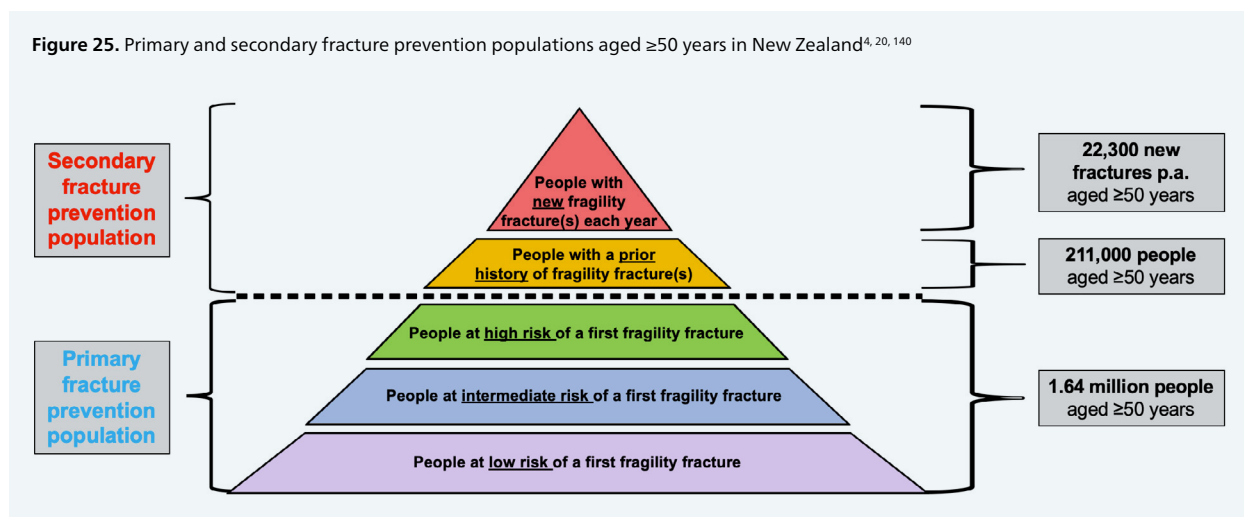 Figure 25. Primary and secondary fracture prevention populations aged ≥50 years in New Zealand4, 20, 140
Secondary
fracture
prevention
population
People with
new fragility
fracture(s) each year
22,300 new
fractures p.a.
aged ≥50 years
People with a prior
history of fragility fracture(s)
211,000 people
aged ≥50 years
Primary
fracture
prevention
population
People at high risk of a first fragility fracture
People at intermediate risk of a first fragility fracture
People at low risk of a first fragility fracture
1.64 million people
aged ≥50 years